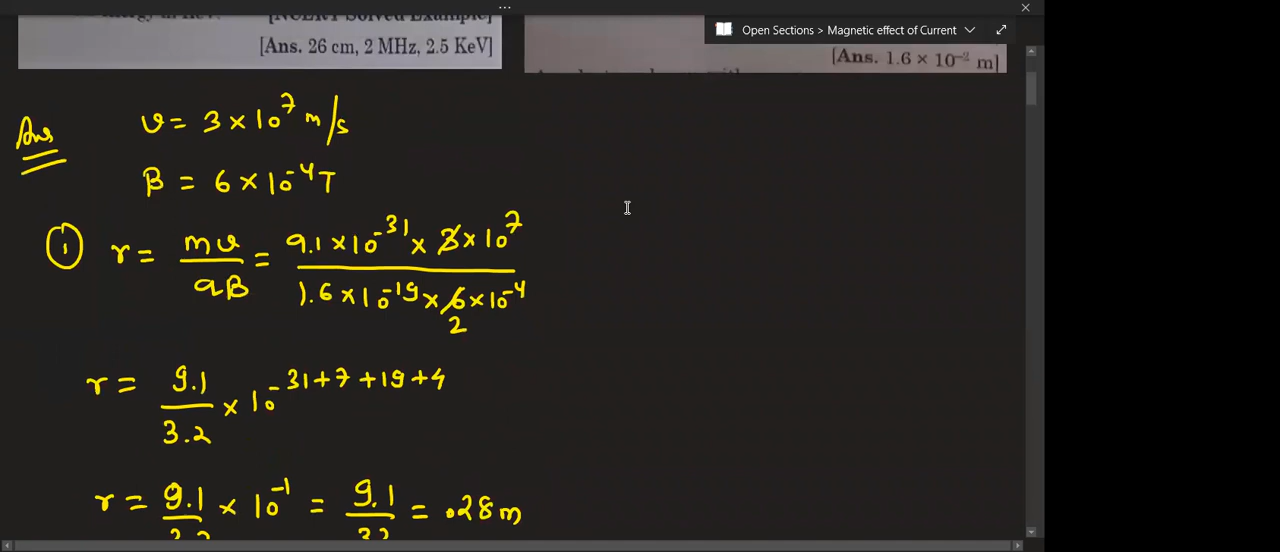 [NCERT Solved Example]
[Ans. 26 cm, 2 MHz, 2.5 KeV]
Open Sections > Magnetic effect of Current
[Ans. 1.6 × 10⁻² m]
Ans v = 3 × 10⁷ m/s
B = 6 × 10⁻⁴ T
① r = mv/qB = 9.1 × 10⁻³¹ × 3 × 10⁷ / 1.6 × 10⁻¹⁹ × 6 × 10⁻⁴
2
r = 9.1/3.2 × 10⁻³¹⁺⁷⁺¹⁹⁺⁴
r = 9.1/3.2 × 10⁻¹ = 9.1/32 = .28 m